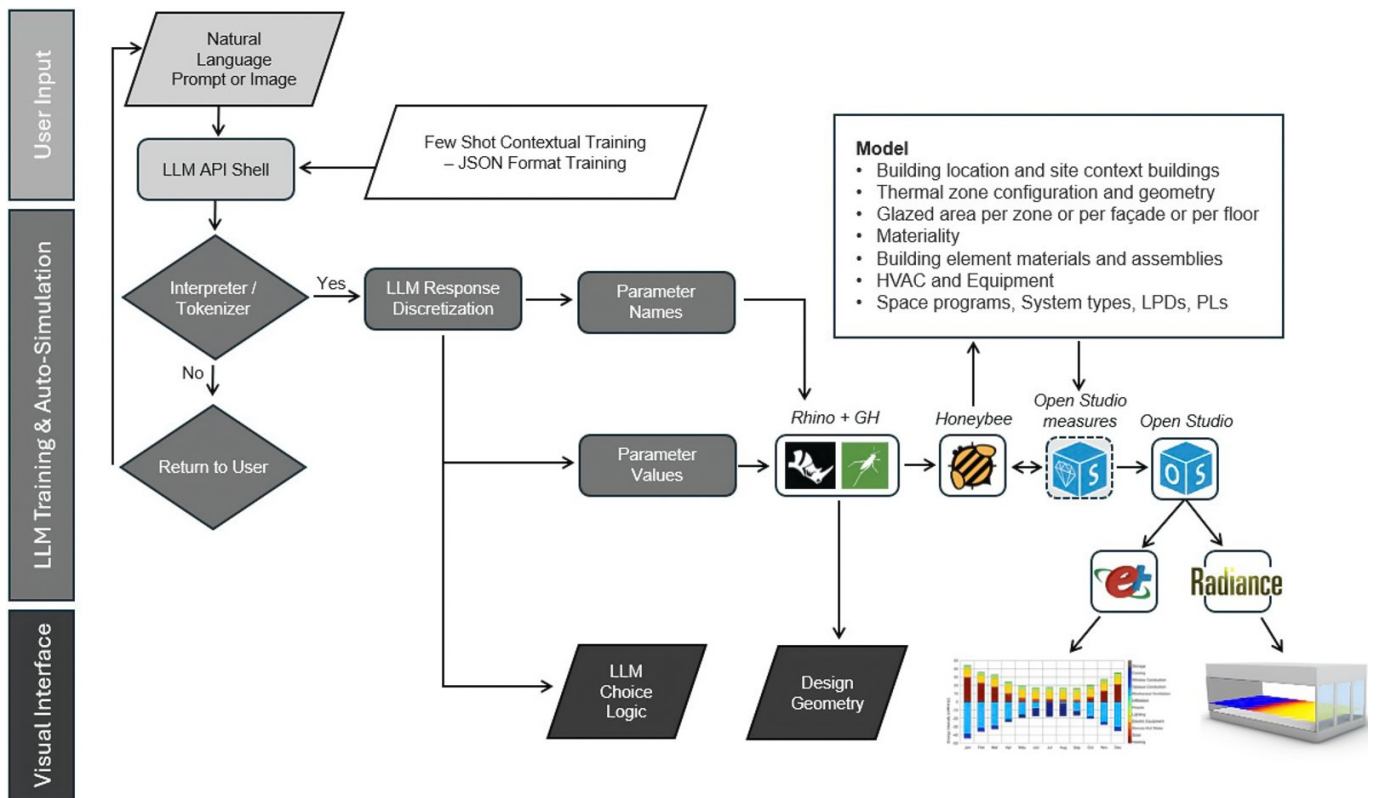 User Input
Natural
Language
Prompt or Image
LLM API Shell
Few Shot Contextual Training
– JSON Format Training
Model
• Building location and site context buildings
• Thermal zone configuration and geometry
• Glazed area per zone or per façade or per floor
• Materiality
• Building element materials and assemblies
• HVAC and Equipment
• Space programs, System types, LPDs, PLs
LLM Training & Auto-Simulation
Interpreter /
Tokenizer
Yes
LLM Response
Discretization
Parameter
Names
No
Return to User
Parameter
Values
Rhino + GH
Honeybee
Open Studio
measures
Open Studio
S
O S
et
Radiance
Visual Interface
LLM
Choice
Logic
Design
Geometry